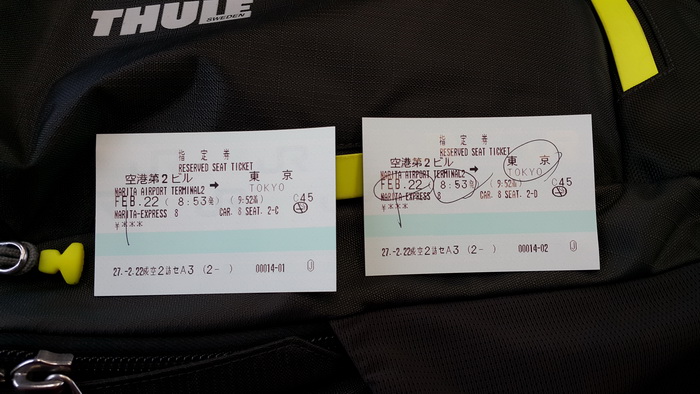 THULE
SWEDEN
指定券
RESERVED SEAT TICKET
空港第2ビル → 東京
NARITA AIRPORT TERMINAL2 TOKYO
FEB.22 ( 8:53発) (9:52着) C45
NARITA-EXPRESS 8 CAR. 8 SEAT. 2-C
¥***
27.-2.22成空2諸セA3 (2- ) 00014-01
指定券
RESERVED SEAT TICKET
空港第2ビル → 東京
NARITA AIRPORT TERMINAL2 TOKYO
FEB.22 ( 8:53発) (9:52着) C45
NARITA-EXPRESS 8 CAR. 8 SEAT. 2-D
¥***
27.-2.22成空2諸セA3 (2- ) 00014-02